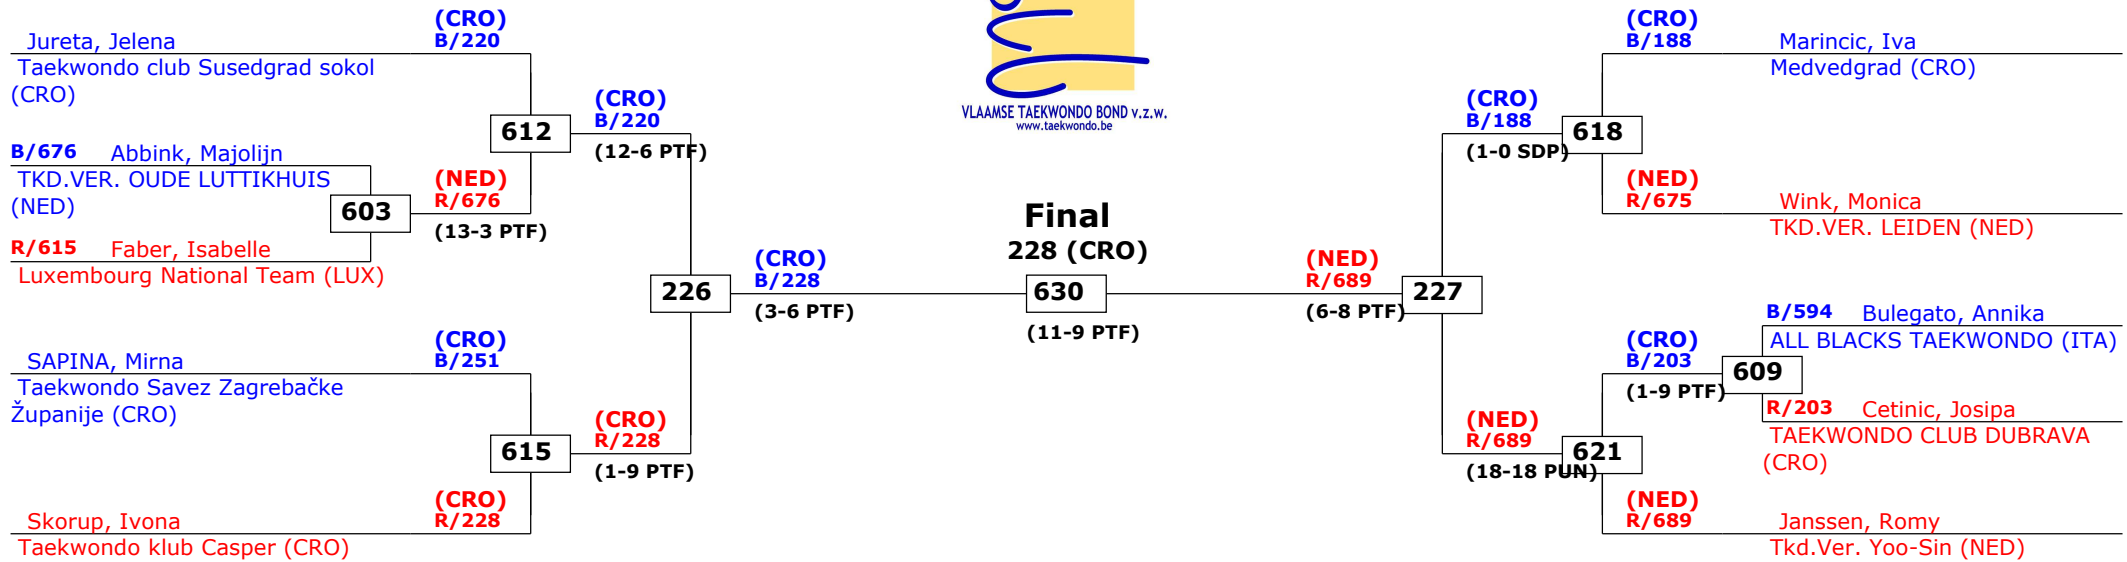 (CRO)
B/220
Jureta, Jelena
Taekwondo club Susedgrad sokol
(CRO)
612
(CRO)
B/220
(12-6 PTF)
B/676 Abbink, Majolijn
TKD.VER. OUDE LUTTIKHUIS
(NED)
603
(NED)
R/676
(13-3 PTF)
R/615 Faber, Isabelle
Luxembourg National Team (LUX)
226
(CRO)
B/228
(3-6 PTF)
(CRO)
B/251
SAPINA, Mirna
Taekwondo Savez Zagrebačke
Županije (CRO)
615
(CRO)
R/228
(1-9 PTF)
(CRO)
R/228
Skorup, Ivona
Taekwondo klub Casper (CRO)
VLAAMSE TAEKWONDO BOND v.z.w.
www.taekwondo.be
Final
228 (CRO)
630
(11-9 PTF)
(NED)
R/689
(6-8 PTF)
227
(CRO)
B/188
(1-0 SDP)
618
(CRO)
B/188
Marincic, Iva
Medvedgrad (CRO)
(NED)
R/675
Wink, Monica
TKD.VER. LEIDEN (NED)
B/594 Bulegato, Annika
ALL BLACKS TAEKWONDO (ITA)
(CRO)
B/203
(1-9 PTF)
609
R/203 Cetinic, Josipa
TAEKWONDO CLUB DUBRAVA
(CRO)
(NED)
R/689
(18-18 PUN)
621
(NED)
R/689
Janssen, Romy
Tkd.Ver. Yoo-Sin (NED)